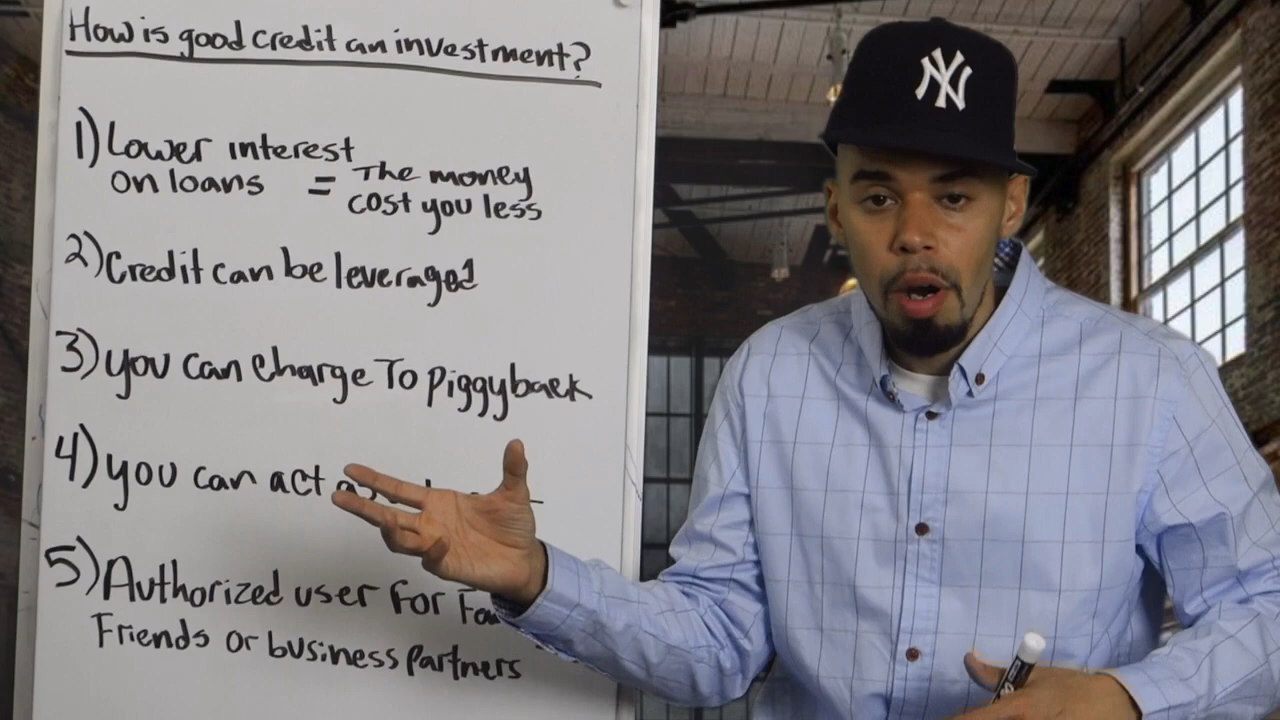 How is good credit an investment?
1) Lower interest
on loans = The money
cost you less
2) Credit can be leveraged
3) you can charge To piggyback
4) you can act
5) Authorized user For
Friends or business partners
NY